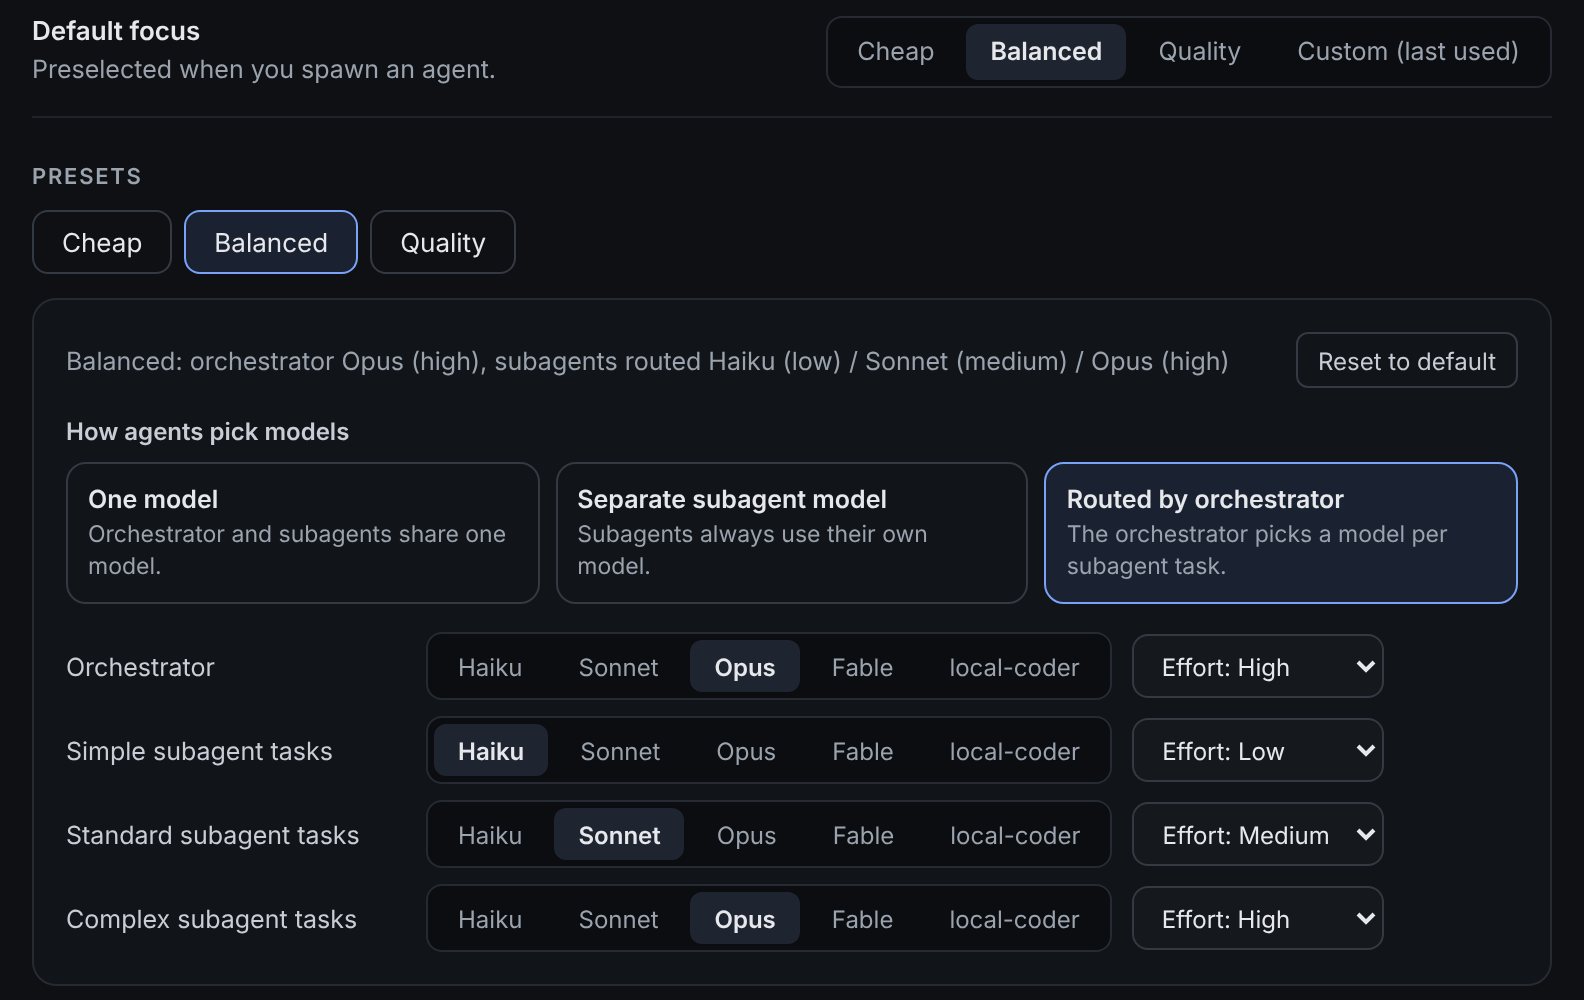 Default focus
Preselected when you spawn an agent.
Cheap Balanced Quality Custom (last used)
PRESETS
Cheap Balanced Quality
Balanced: orchestrator Opus (high), subagents routed Haiku (low) / Sonnet (medium) / Opus (high)
Reset to default
How agents pick models
One model
Orchestrator and subagents share one
model.
Separate subagent model
Subagents always use their own
model.
Routed by orchestrator
The orchestrator picks a model per
subagent task.
Orchestrator Haiku Sonnet Opus Fable local-coder Effort: High
Simple subagent tasks Haiku Sonnet Opus Fable local-coder Effort: Low
Standard subagent tasks Haiku Sonnet Opus Fable local-coder Effort: Medium
Complex subagent tasks Haiku Sonnet Opus Fable local-coder Effort: High